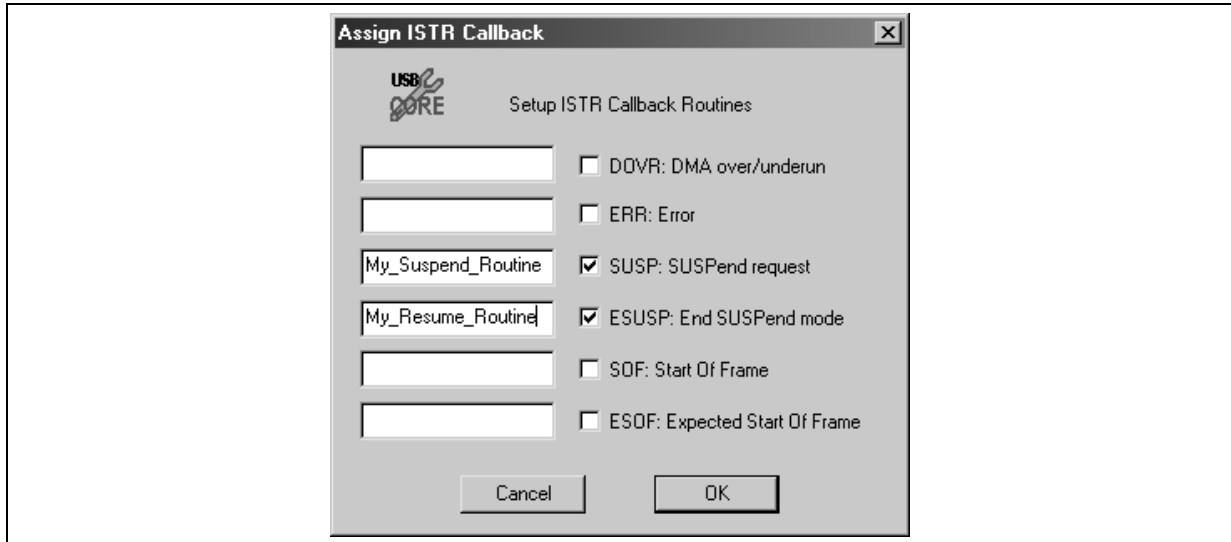 Assign ISTR Callback
USB
CORE
Setup ISTR Callback Routines
DOVR: DMA over/underun
ERR: Error
My_Suspend_Routine
SUSP: SUSPend request
My_Resume_Routine
ESUSP: End SUSPend mode
SOF: Start Of Frame
ESOF: Expected Start Of Frame
Cancel
OK